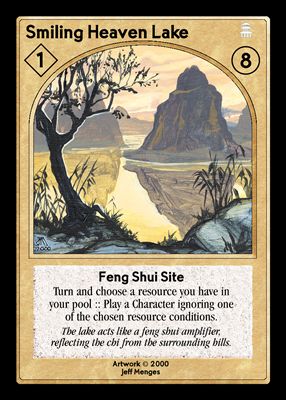 Smiling Heaven Lake
1
8
Feng Shui Site
Turn and choose a resource you have in
your pool :: Play a Character ignoring one
of the chosen resource conditions.
The lake acts like a feng shui amplifier,
reflecting the chi from the surrounding hills.
Artwork © 2000
Jeff Menges